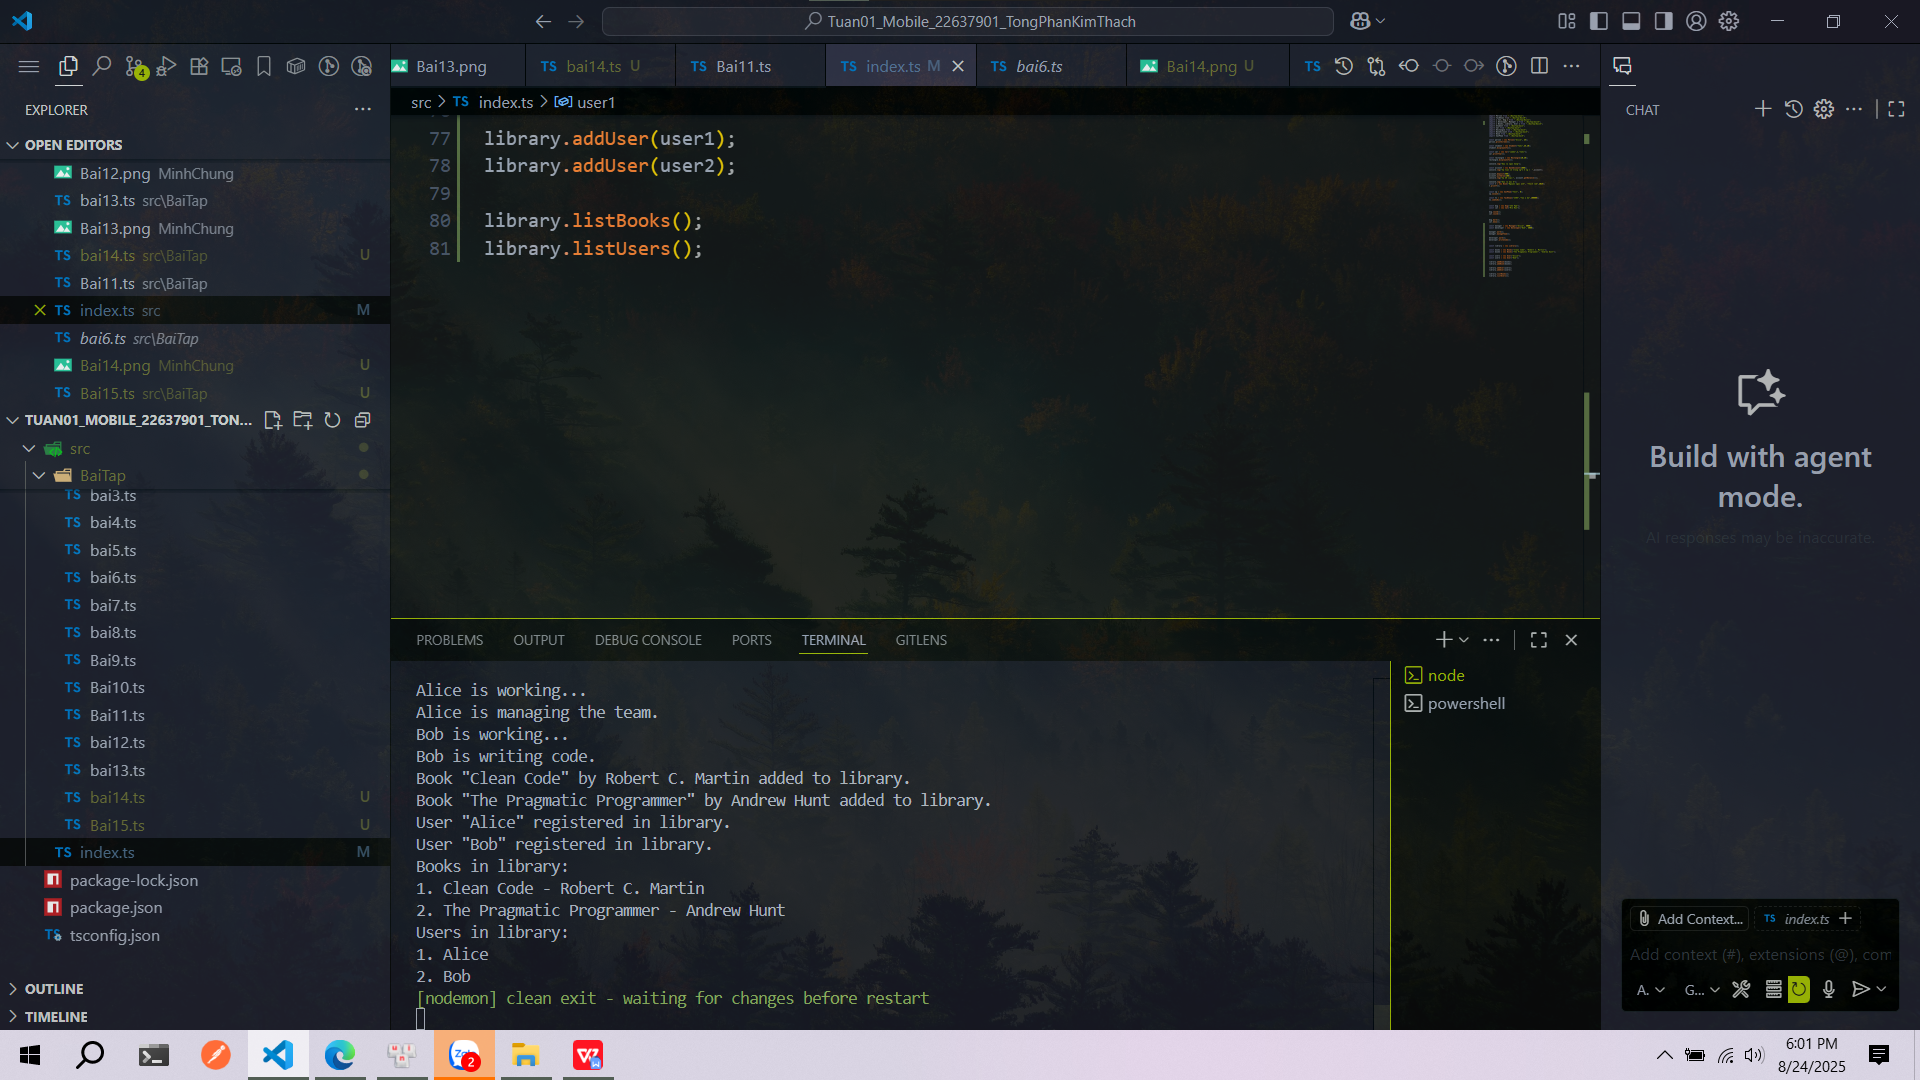 Tuan01_Mobile_22637901_TongPhanKimThach
4
EXPLORER
OPEN EDITORS
Bai12.png MinhChung
TS bai13.ts src\BaiTap
Bai13.png MinhChung
TS bai14.ts src\BaiTap U
TS Bai11.ts src\BaiTap
TS index.ts src M
TS bai6.ts src\BaiTap
Bai14.png MinhChung U
TS Bai15.ts src\BaiTap U
TUAN01_MOBILE_22637901_TON...
src
BaiTap
TS bai3.ts
TS bai4.ts
TS bai5.ts
TS bai6.ts
TS bai7.ts
TS bai8.ts
TS Bai9.ts
TS Bai10.ts
TS Bai11.ts
TS bai12.ts
TS bai13.ts
TS bai14.ts U
TS Bai15.ts U
TS index.ts M
package-lock.json
package.json
TS tsconfig.json
OUTLINE
TIMELINE
Bai13.png TS bai14.ts U TS Bai11.ts TS index.ts M TS bai6.ts Bai14.png U TS
src TS index.ts user1
77 library.addUser(user1);
78 library.addUser(user2);
79
80 library.listBooks();
81 library.listUsers();
PROBLEMS OUTPUT DEBUG CONSOLE PORTS TERMINAL GITLENS
Alice is working...
Alice is managing the team.
Bob is working...
Bob is writing code.
Book "Clean Code" by Robert C. Martin added to library.
Book "The Pragmatic Programmer" by Andrew Hunt added to library.
User "Alice" registered in library.
User "Bob" registered in library.
Books in library:
1. Clean Code - Robert C. Martin
2. The Pragmatic Programmer - Andrew Hunt
Users in library:
1. Alice
2. Bob
[nodemon] clean exit - waiting for changes before restart
node
powershell
CHAT
Build with agent
mode.
AI responses may be inaccurate.
Add Context... TS index.ts
Add context (#), extensions (@), com
A. G...
2
6:01 PM
8/24/2025